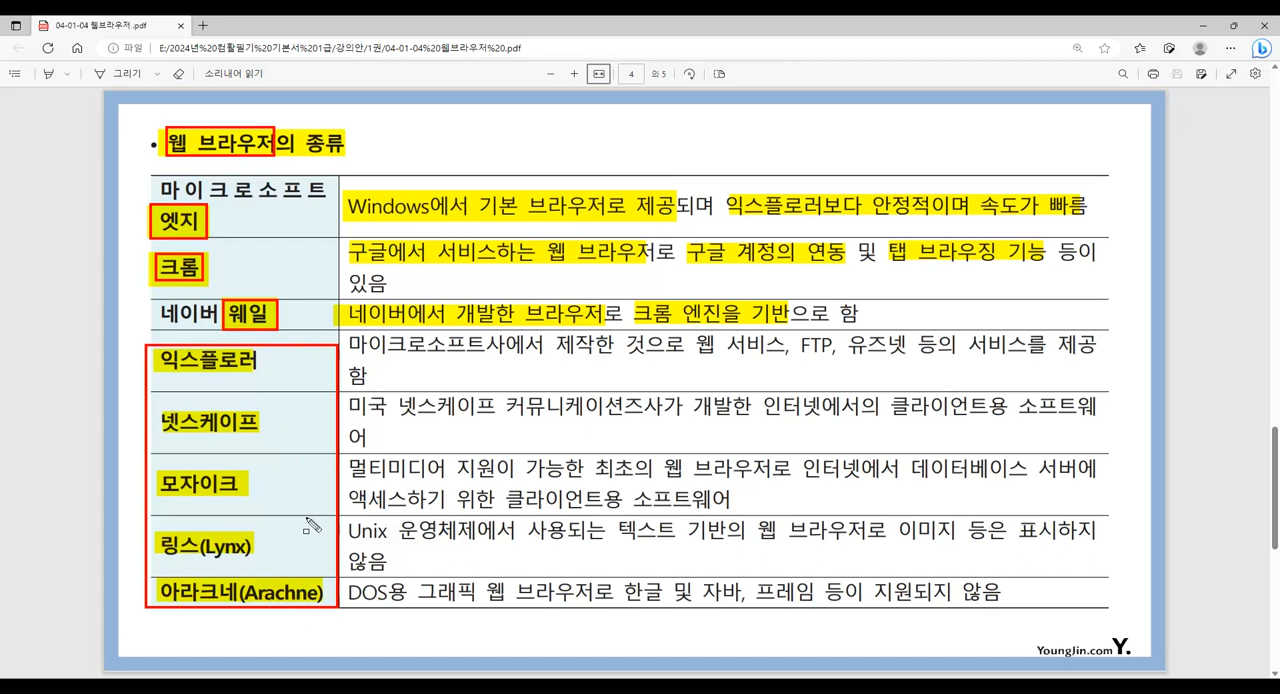 04-01-04 웹브라우저 .pdf
파일 E:/2024년%20컴활필기%20기본서%201급/강의안/1권/04-01-04%20웹브라우저%20.pdf
그리기 소리내어 읽기 4 의 5
• 웹 브라우저의 종류
마이크로소프트
엣지
Windows에서 기본 브라우저로 제공되며 익스플로러보다 안정적이며 속도가 빠름
크롬
구글에서 서비스하는 웹 브라우저로 구글 계정의 연동 및 탭 브라우징 기능 등이
있음
네이버 웨일
네이버에서 개발한 브라우저로 크롬 엔진을 기반으로 함
익스플로러
마이크로소프트사에서 제작한 것으로 웹 서비스, FTP, 유즈넷 등의 서비스를 제공
함
넷스케이프
미국 넷스케이프 커뮤니케이션즈사가 개발한 인터넷에서의 클라이언트용 소프트웨
어
모자이크
멀티미디어 지원이 가능한 최초의 웹 브라우저로 인터넷에서 데이터베이스 서버에
액세스하기 위한 클라이언트용 소프트웨어
링스(Lynx)
Unix 운영체제에서 사용되는 텍스트 기반의 웹 브라우저로 이미지 등은 표시하지
않음
아라크네(Arachne)
DOS용 그래픽 웹 브라우저로 한글 및 자바, 프레임 등이 지원되지 않음
YoungJin.com Y.